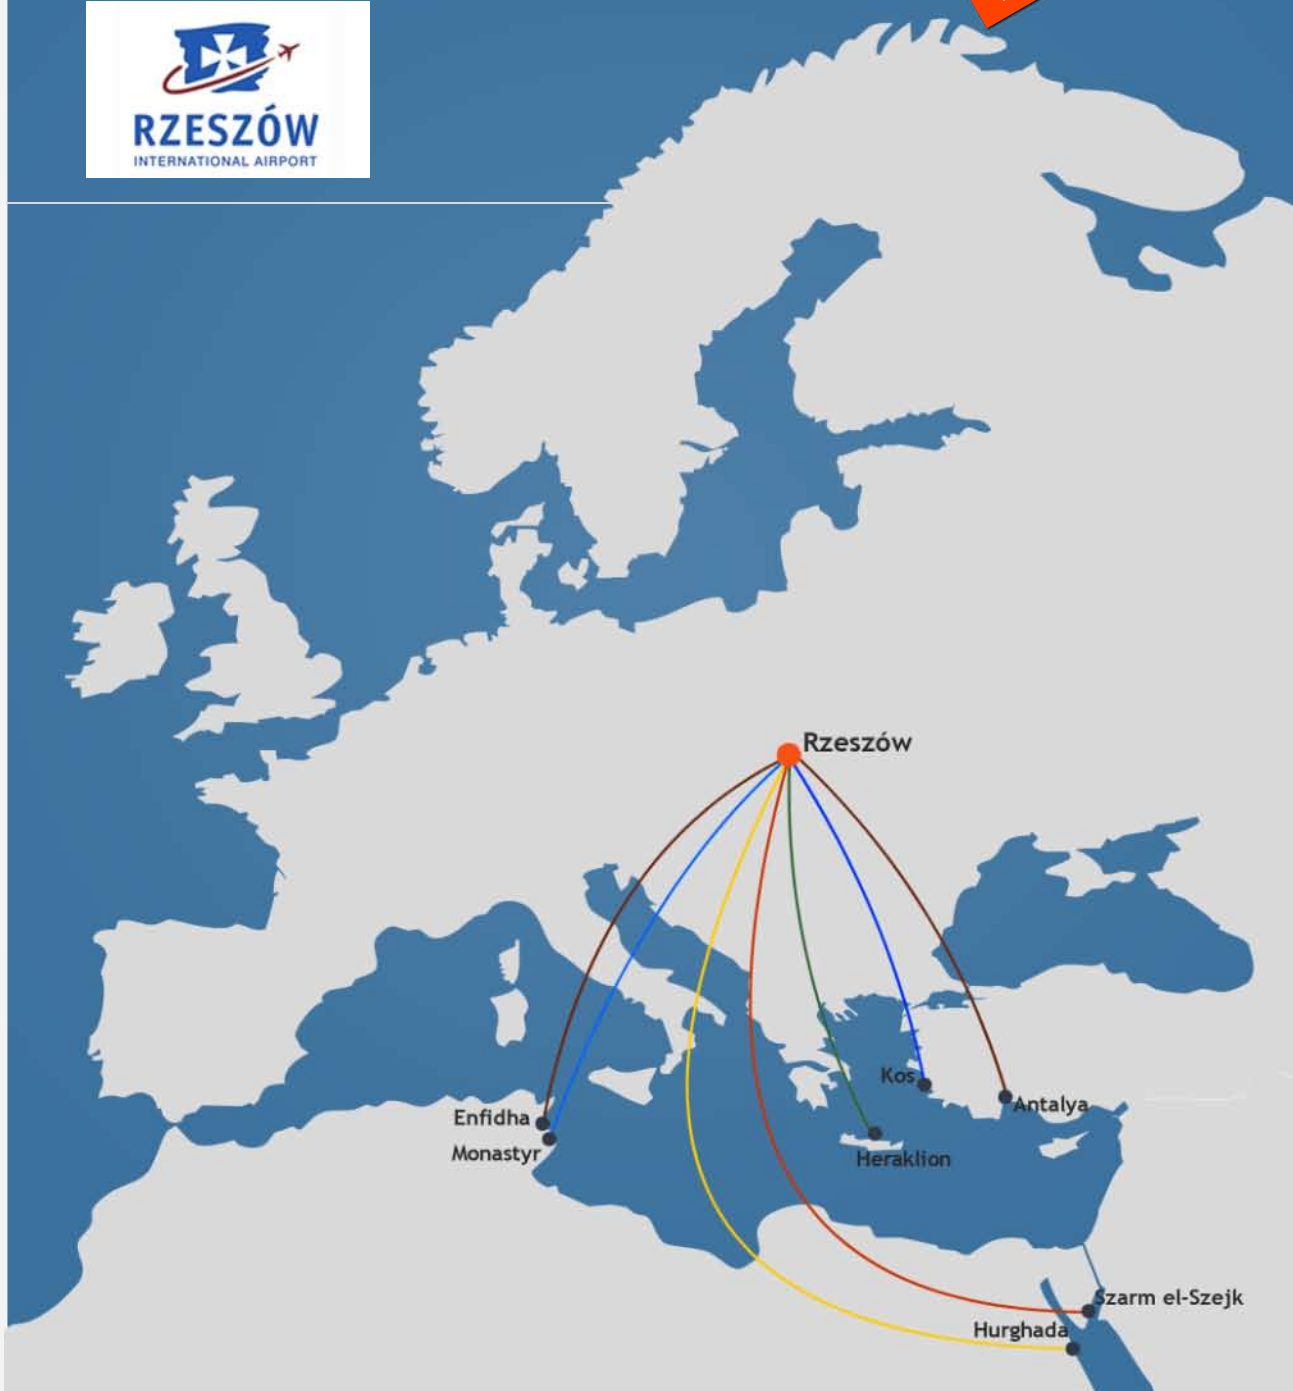 RZESZÓW
INTERNATIONAL AIRPORT
Rzeszów
Kos
Antalya
Enfidha
Monastyr
Heraklion
Szarm el-Szejk
Hurghada